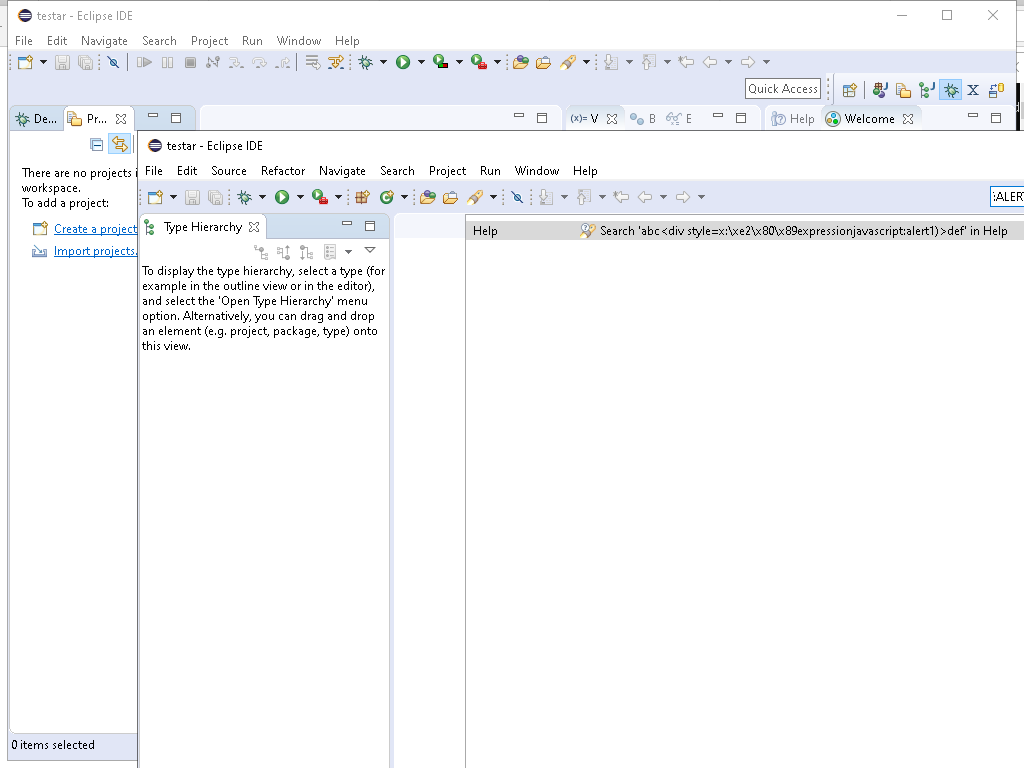 testar - Eclipse IDE
File Edit Navigate Search Project Run Window Help
Quick Access
De... Pr... (x)= V B E Help Welcome
There are no projects i
workspace.
To add a project:
Create a project
Import projects.
0 items selected
testar - Eclipse IDE
File Edit Source Refactor Navigate Search Project Run Window Help
:ALERT
Type Hierarchy
To display the type hierarchy, select a type (for
example in the outline view or in the editor),
and select the 'Open Type Hierarchy' menu
option. Alternatively, you can drag and drop
an element (e.g. project, package, type) onto
this view.
Help Search 'abc<div style=x:\xe2\x80\x89expressionjavascript:alert1)>def' in Help